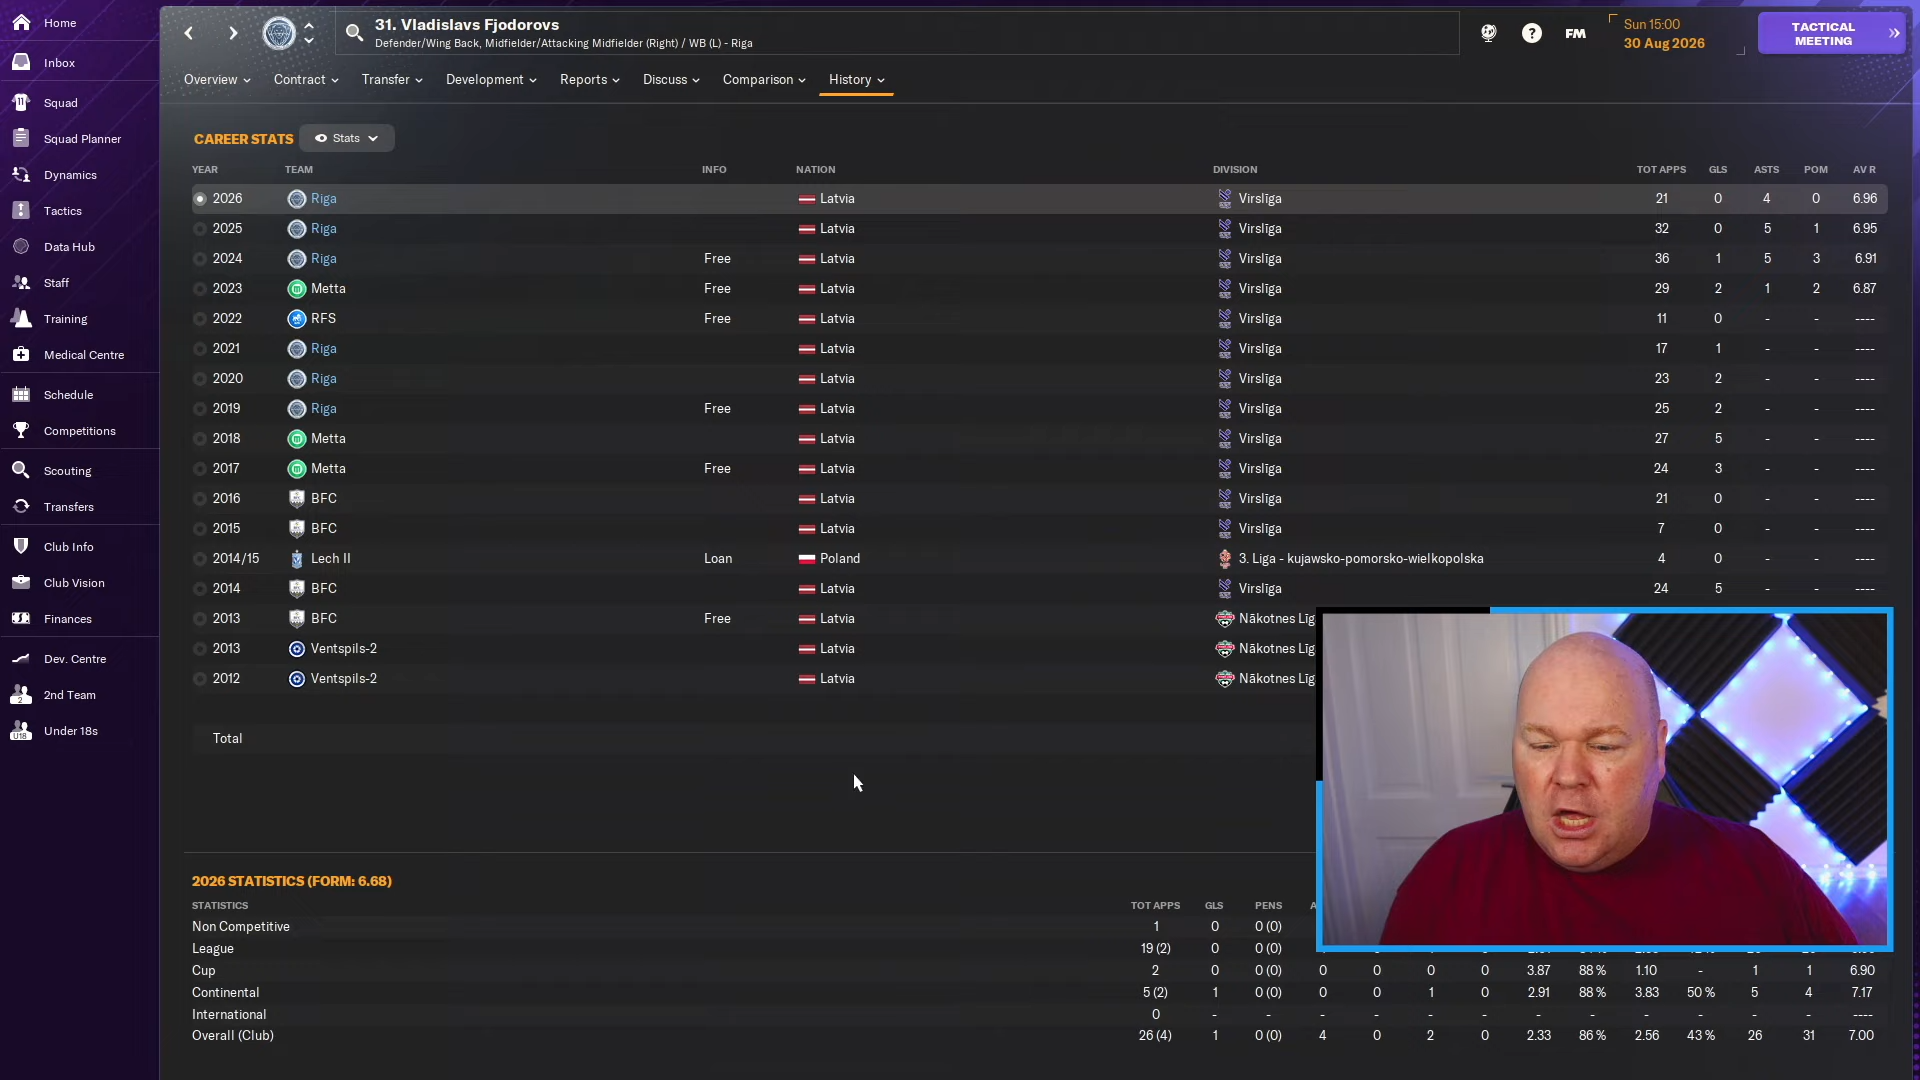 Home
Inbox
Squad
Squad Planner
Dynamics
Tactics
Data Hub
Staff
Training
Medical Centre
Schedule
Competitions
Scouting
Transfers
Club Info
Club Vision
Finances
Dev. Centre
2nd Team
Under 18s
31. Vladislavs Fjodorovs
Defender/Wing Back, Midfielder/Attacking Midfielder (Right) / WB (L) - Riga
FM
Sun 15:00
30 Aug 2026
TACTICAL MEETING
Overview Contract Transfer Development Reports Discuss Comparison History
CAREER STATS Stats
YEAR TEAM INFO NATION DIVISION TOT APPS GLS ASTS POM AV R
2026 Riga Latvia Virslīga 21 0 4 0 6.96
2025 Riga Latvia Virslīga 32 0 5 1 6.95
2024 Riga Free Latvia Virslīga 36 1 5 3 6.91
2023 Metta Free Latvia Virslīga 29 2 1 2 6.87
2022 RFS Free Latvia Virslīga 11 0 - - ----
2021 Riga Latvia Virslīga 17 1 - - ----
2020 Riga Latvia Virslīga 23 2 - - ----
2019 Riga Free Latvia Virslīga 25 2 - - ----
2018 Metta Latvia Virslīga 27 5 - - ----
2017 Metta Free Latvia Virslīga 24 3 - - ----
2016 BFC Latvia Virslīga 21 0 - - ----
2015 BFC Latvia Virslīga 7 0 - - ----
2014/15 Lech II Loan Poland 3. Liga - kujawsko-pomorsko-wielkopolska 4 0 - - ----
2014 BFC Latvia Virslīga 24 5 - - ----
2013 BFC Free Latvia Nākotnes Līg
2013 Ventspils-2 Latvia Nākotnes Līg
2012 Ventspils-2 Latvia Nākotnes Līg
Total
2026 STATISTICS (FORM: 6.68)
STATISTICS TOT APPS GLS PENS
Non Competitive 1 0 0 (0)
League 19 (2) 0 0 (0)
Cup 2 0 0 (0) 0 0 0 0 3.87 88 % 1.10 - 1 1 6.90
Continental 5 (2) 1 0 (0) 0 0 1 0 2.91 88 % 3.83 50 % 5 4 7.17
International 0 - - - - - - - - - - - - ----
Overall (Club) 26 (4) 1 0 (0) 4 0 2 0 2.33 86 % 2.56 43 % 26 31 7.00